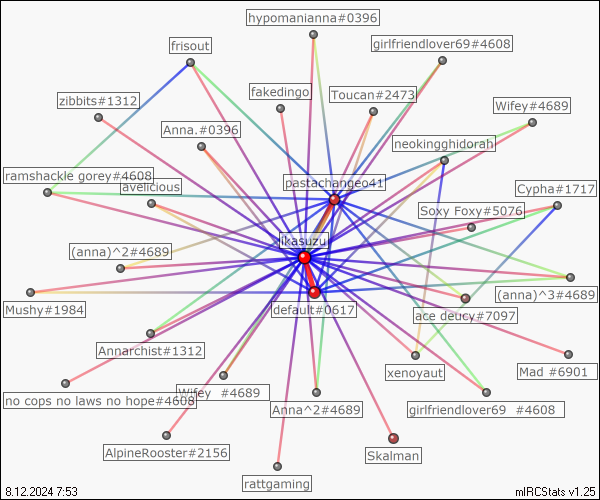 hypomanianna#0396
girlfriendlover69#4608
frisout
fakedingo
Toucan#2473
zibbits#1312
Wifey#4689
Anna.#0396
neokingghidorah
ramshackle gorey#4608
avelicious
pastachangeo41
Cypha#1717
Soxy Foxy#5076
jkasuzu
(anna)^2#4689
(anna)^3#4689
Mushy#1984
default#0617
ace deucy#7097
Annarchist#1312
xenoyaut
Mad #6901
no cops no laws no hope#4608
Wifey #4689
Anna^2#4689
girlfriendlover69 #4608
AlpineRooster#2156
Skalman
rattgaming
8.12.2024 7:53
mIRCStats v1.25